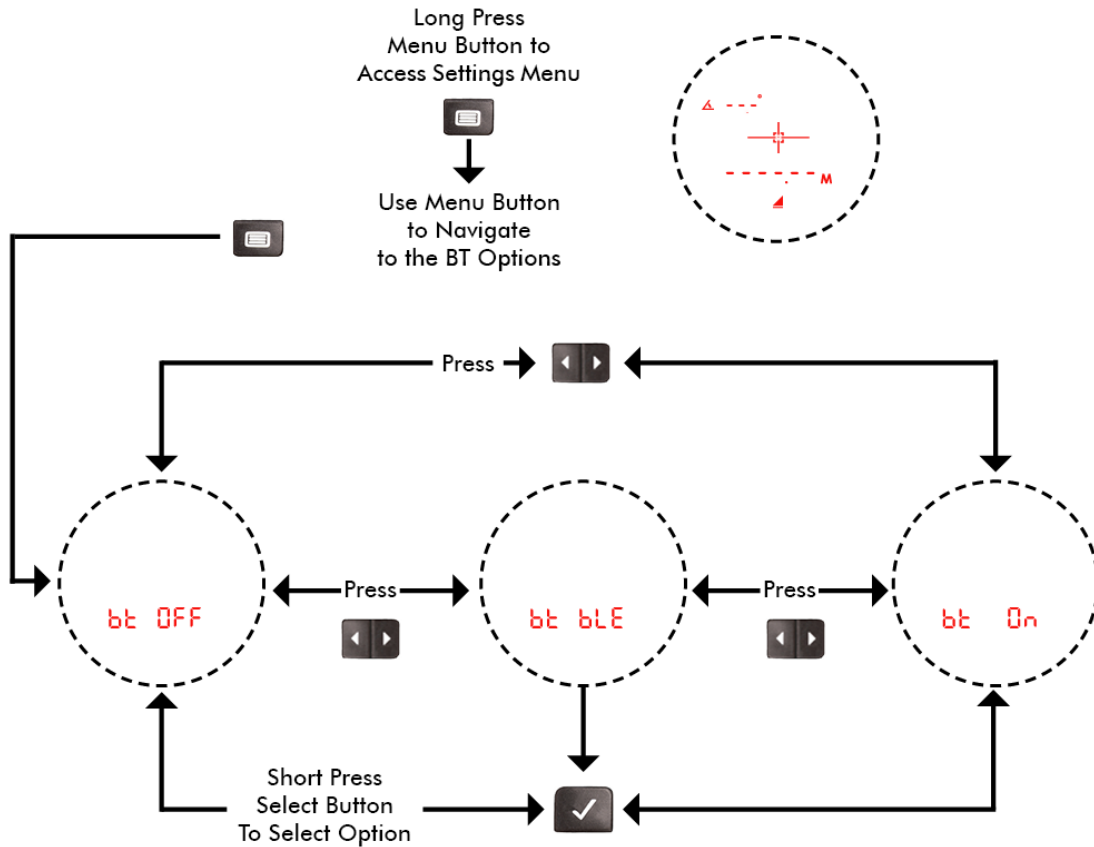 Long Press
Menu Button to
Access Settings Menu
M
Use Menu Button
to Navigate
to the BT Options
Press
Press
Press
bt OFF
bt bLE
bt On
Short Press
Select Button
To Select Option